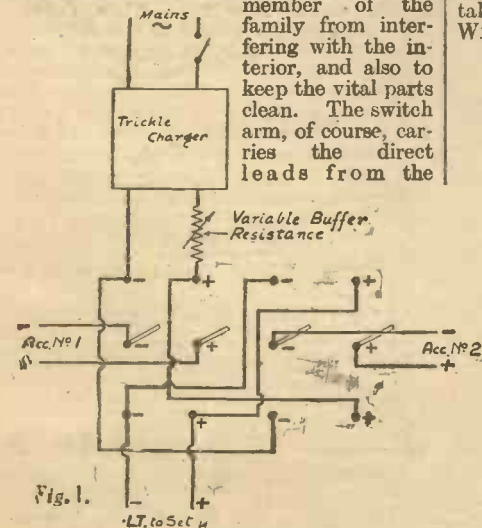 member of the
family from inter-
fering with the in-
terior, and also to
keep the vital parts
clean. The switch
arm, of course, car-
ries the direct
leads from the
tal
Wi
Mains
~
Trickle
Charger
Variable Buffer
Resistance
- + - +
- Acc. Nº 1
- + - +
- Acc. Nº 2 +
- + - +
Fig. 1.
- +
L.T. to Set